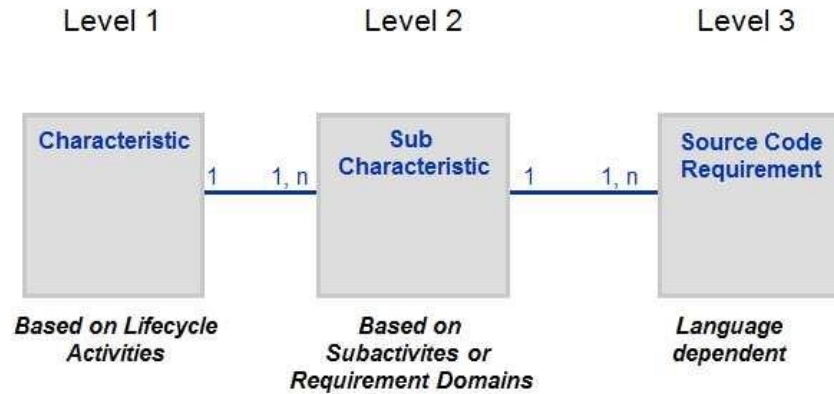 Level 1
Level 2
Level 3
Characteristic
Sub
Characteristic
Source Code
Requirement
1
1, n
1
1, n
Based on Lifecycle
Activities
Based on
Subactivites or
Requirement Domains
Language
dependent